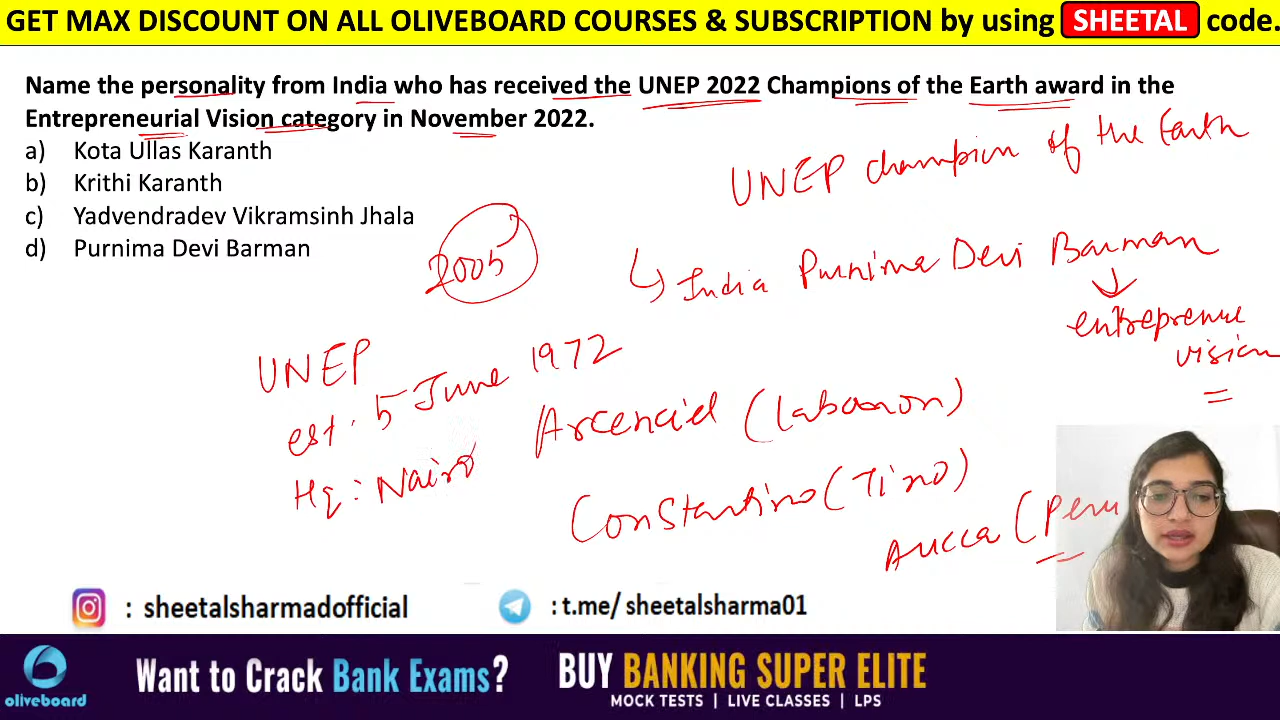 GET MAX DISCOUNT ON ALL OLIVEBOARD COURSES & SUBSCRIPTION by using SHEETAL code.
Name the personality from India who has received the UNEP 2022 Champions of the Earth award in the
Entrepreneurial Vision category in November 2022.
a) Kota Ullas Karanth
b) Krithi Karanth
c) Yadvendradev Vikramsinh Jhala
d) Purnima Devi Barman
UNEP champion of the Earth
2005
India Purnima Devi Barman
entreprenue
vision
UNEP
est. 5 June 1972
Hq: Nairo
Arcenciel (Labanon)
Constantino (Tino)
Aucca (Peru
: sheetalsharmadofficial
: t.me/ sheetalsharma01
oliveboard
Want to Crack Bank Exams?
BUY BANKING SUPER ELITE
MOCK TESTS | LIVE CLASSES | LPS